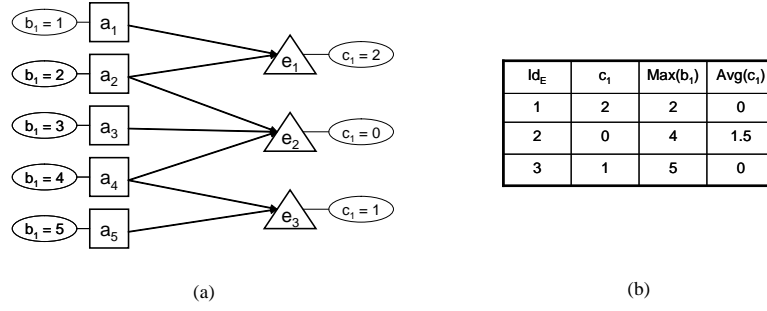 b₁ = 1 a₁
b₁ = 2 a₂
b₁ = 3 a₃
b₁ = 4 a₄
b₁ = 5 a₅
e₁ c₁ = 2
e₂ c₁ = 0
e₃ c₁ = 1
(a)
Id_E c₁ Max(b₁) Avg(c₁)
1 2 2 0
2 0 4 1.5
3 1 5 0
(b)